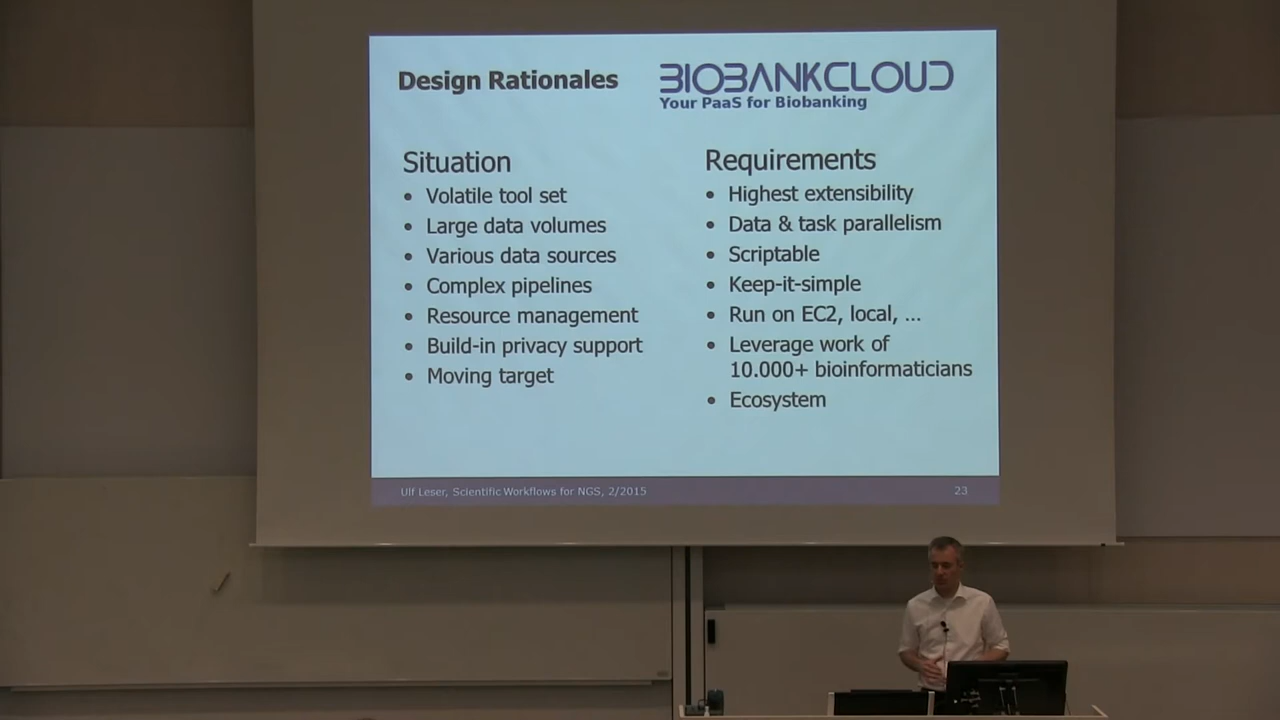 Design Rationales
BIOBANKCLOUD
Your PaaS for Biobanking
Situation
• Volatile tool set
• Large data volumes
• Various data sources
• Complex pipelines
• Resource management
• Build-in privacy support
• Moving target
Requirements
• Highest extensibility
• Data & task parallelism
• Scriptable
• Keep-it-simple
• Run on EC2, local, ...
• Leverage work of
10.000+ bioinformaticians
• Ecosystem
Ulf Leser, Scientific Workflows for NGS, 2/2015
23